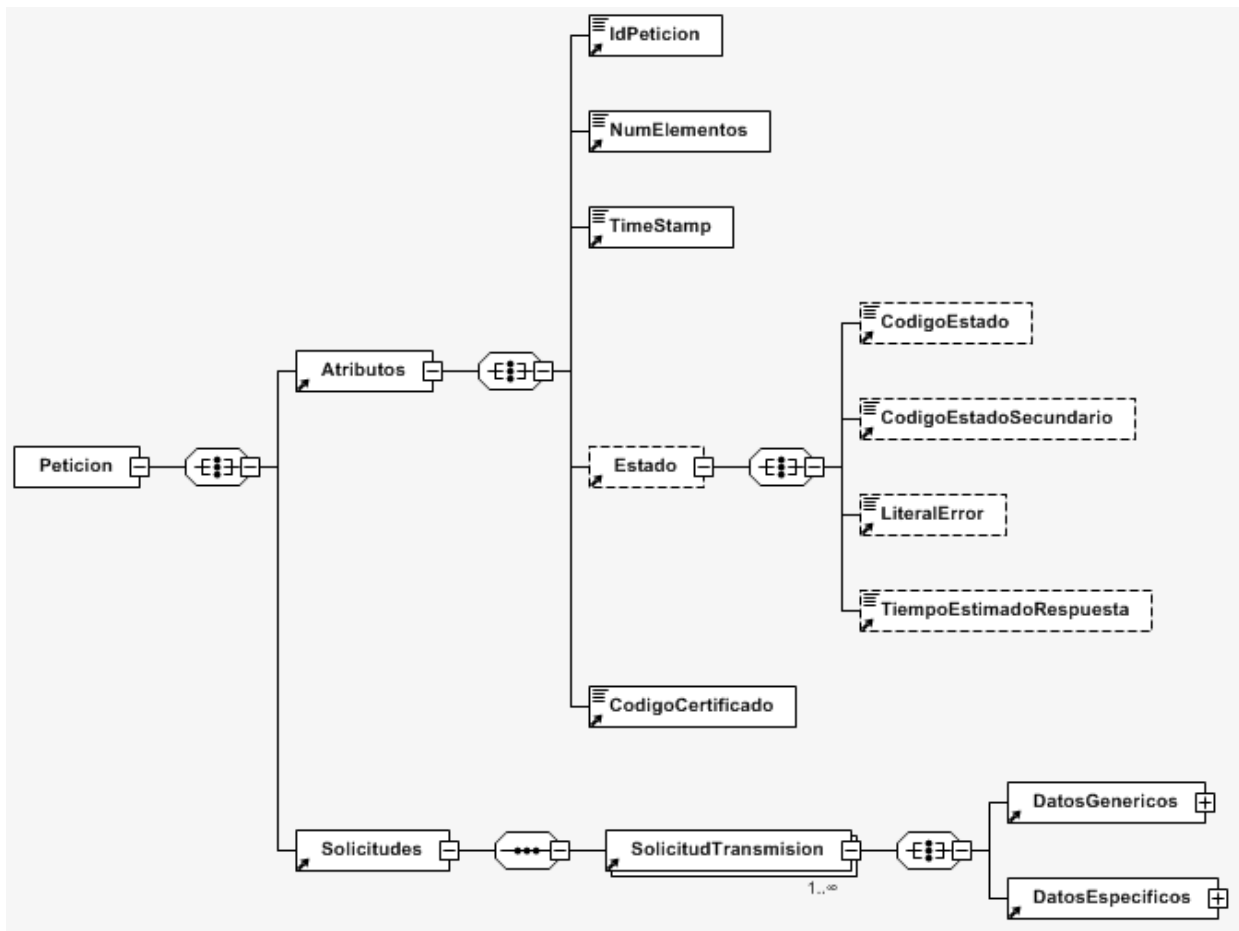 IdPeticion
NumElementos
TimeStamp
CodigoEstado
Atributos
CodigoEstadoSecundario
Peticion
Estado
LiteralError
TiempoEstimadoRespuesta
CodigoCertificado
DatosGenericos
Solicitudes
SolicitudTransmision
1..∞
DatosEspecificos